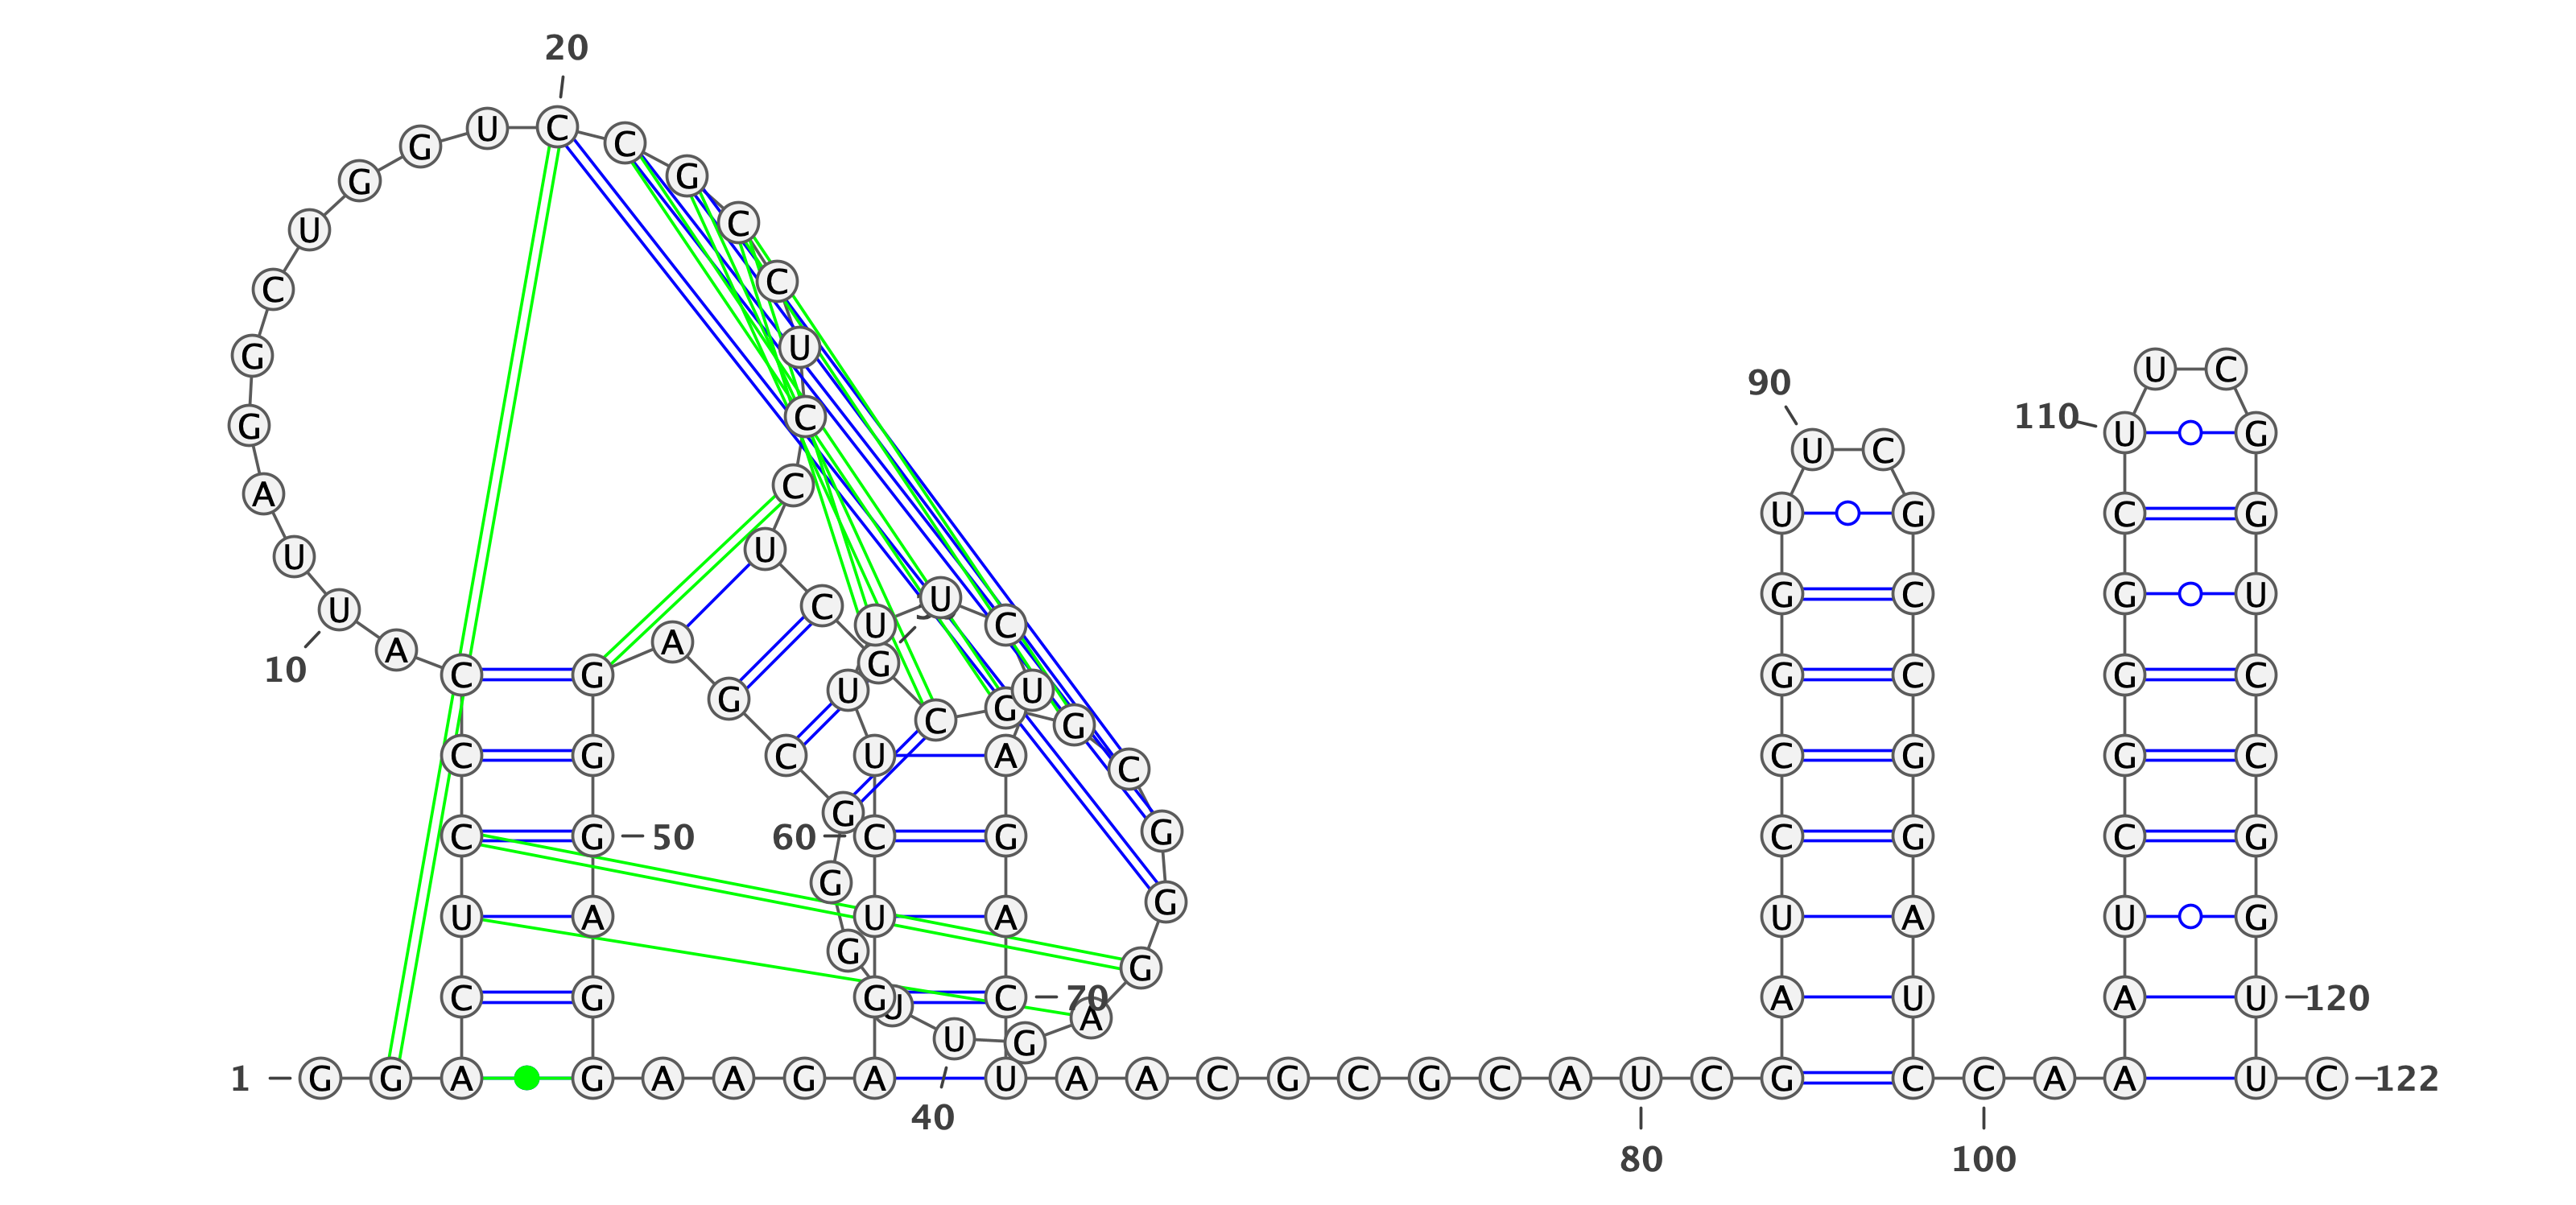 20
U C
G C
G G
U C
C C
G U
U C
90
110 U G
G C
U C
A C
U G C G
U U
G C G U
U
U C
U C
A A
G
10
C G G C G C
G U U
C G G
C G C U A C G C C
C
G
C G 50 60 C G G C G C G
G G
U A U A U A U G
G G
C G G C 70 A U A U 120
A
U G
1 G G A G A A G A U A A C G C G C A U C G C C A A U C 122
40
80 100